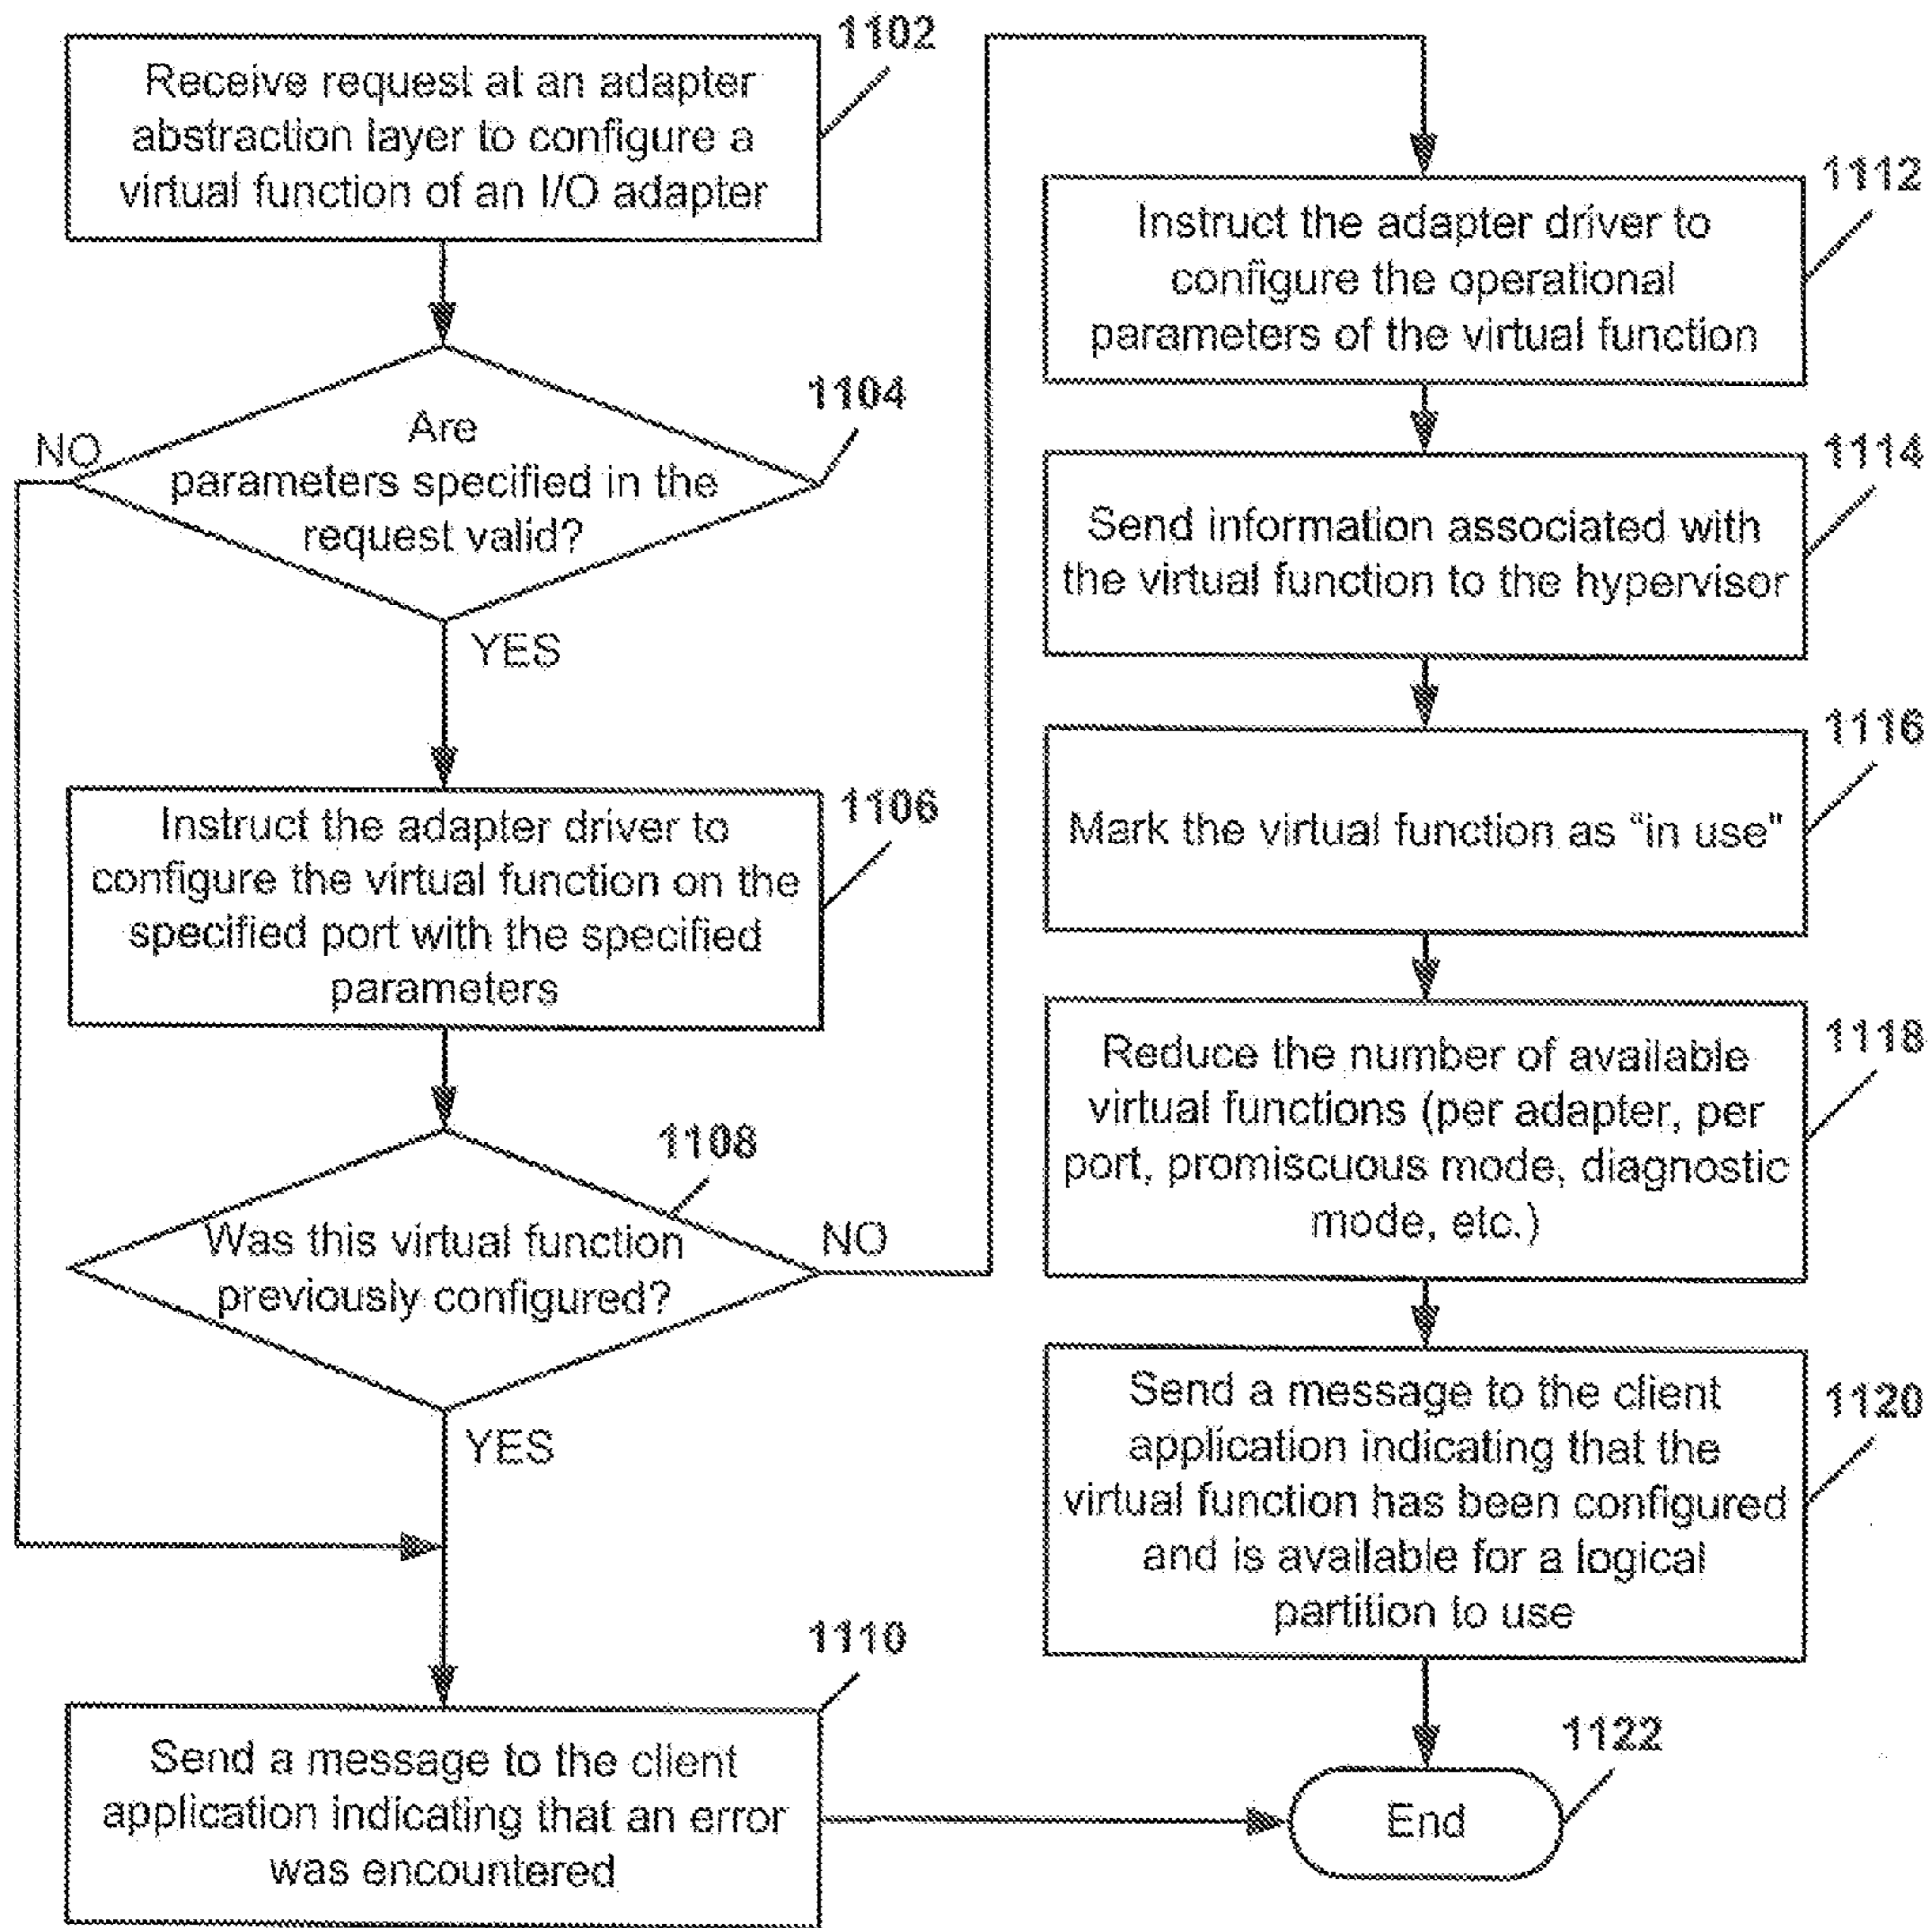 1102
Receive request at an adapter
abstraction layer to configure a
virtual function of an I/O adapter
1104
NO
Are
parameters specified in the
request valid?
YES
1106
Instruct the adapter driver to
configure the virtual function on the
specified port with the specified
parameters
1108
Was this virtual function
previously configured?
NO
YES
1110
Send a message to the client
application indicating that an error
was encountered
1112
Instruct the adapter driver to
configure the operational
parameters of the virtual function
1114
Send information associated with
the virtual function to the hypervisor
1116
Mark the virtual function as “in use"
1118
Reduce the number of available
virtual functions (per adapter, per
port, promiscuous mode, diagnostic
mode, etc.)
1120
Send a message to the client
application indicating that the
virtual function has been configured
and is available for a logical
partition to use
1122
End